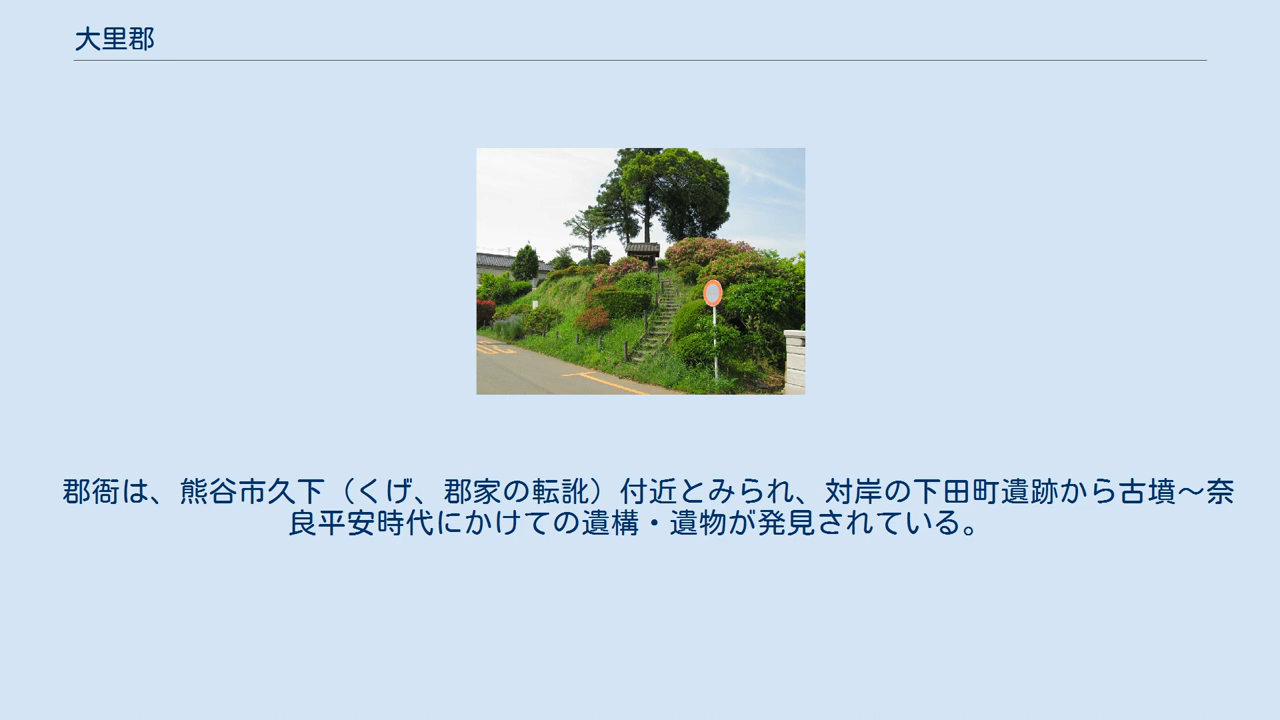 大里郡
郡衙は、熊谷市久下（くげ、郡家の転訛）付近とみられ、対岸の下田町遺跡から古墳～奈
良平安時代にかけての遺構・遺物が発見されている。